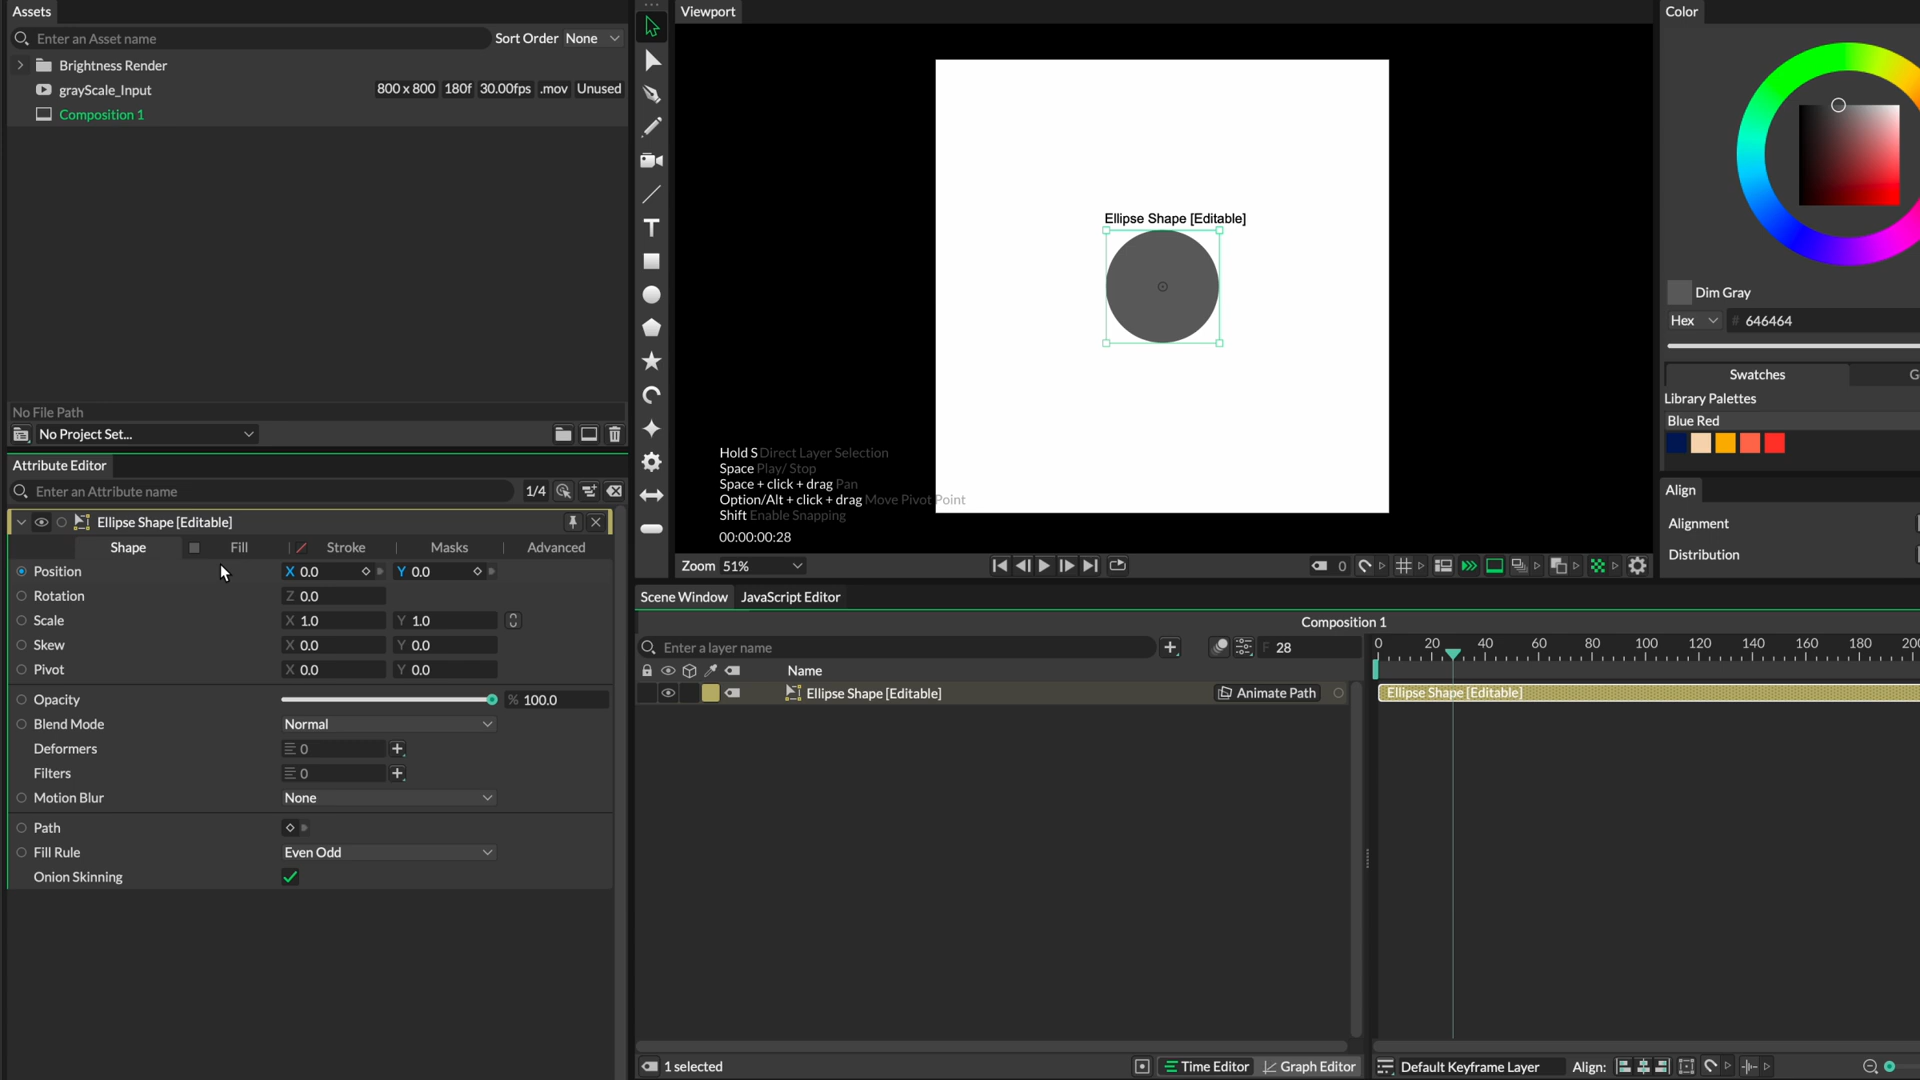 Assets
Enter an Asset name
Sort Order None
Brightness Render
grayScale_Input 800 x 800 180f 30.00fps .mov Unused
Composition 1
No File Path
No Project Set...
Attribute Editor
Enter an Attribute name 1/4
Ellipse Shape [Editable]
Shape Fill Stroke Masks Advanced
Position X 0.0 Y 0.0
Rotation Z 0.0
Scale X 1.0 Y 1.0
Skew X 0.0 Y 0.0
Pivot X 0.0 Y 0.0
Opacity % 100.0
Blend Mode Normal
Deformers 0
Filters 0
Motion Blur None
Path
Fill Rule Even Odd
Onion Skinning
Viewport
Ellipse Shape [Editable]
Hold S Direct Layer Selection
Space Play/ Stop
Space + click + drag Pan
Option/Alt + click + drag Move Pivot Point
Shift Enable Snapping
00:00:00:28
Zoom 51% 0
Scene Window JavaScript Editor
Composition 1
Enter a layer name F 28
0 20 40 60 80 100 120 140 160 180 200
Name
Ellipse Shape [Editable] Animate Path
Ellipse Shape [Editable]
1 selected
Time Editor Graph Editor
Default Keyframe Layer Align:
Color
Dim Gray
Hex # 646464
Swatches G
Library Palettes
Blue Red
Align
Alignment
Distribution